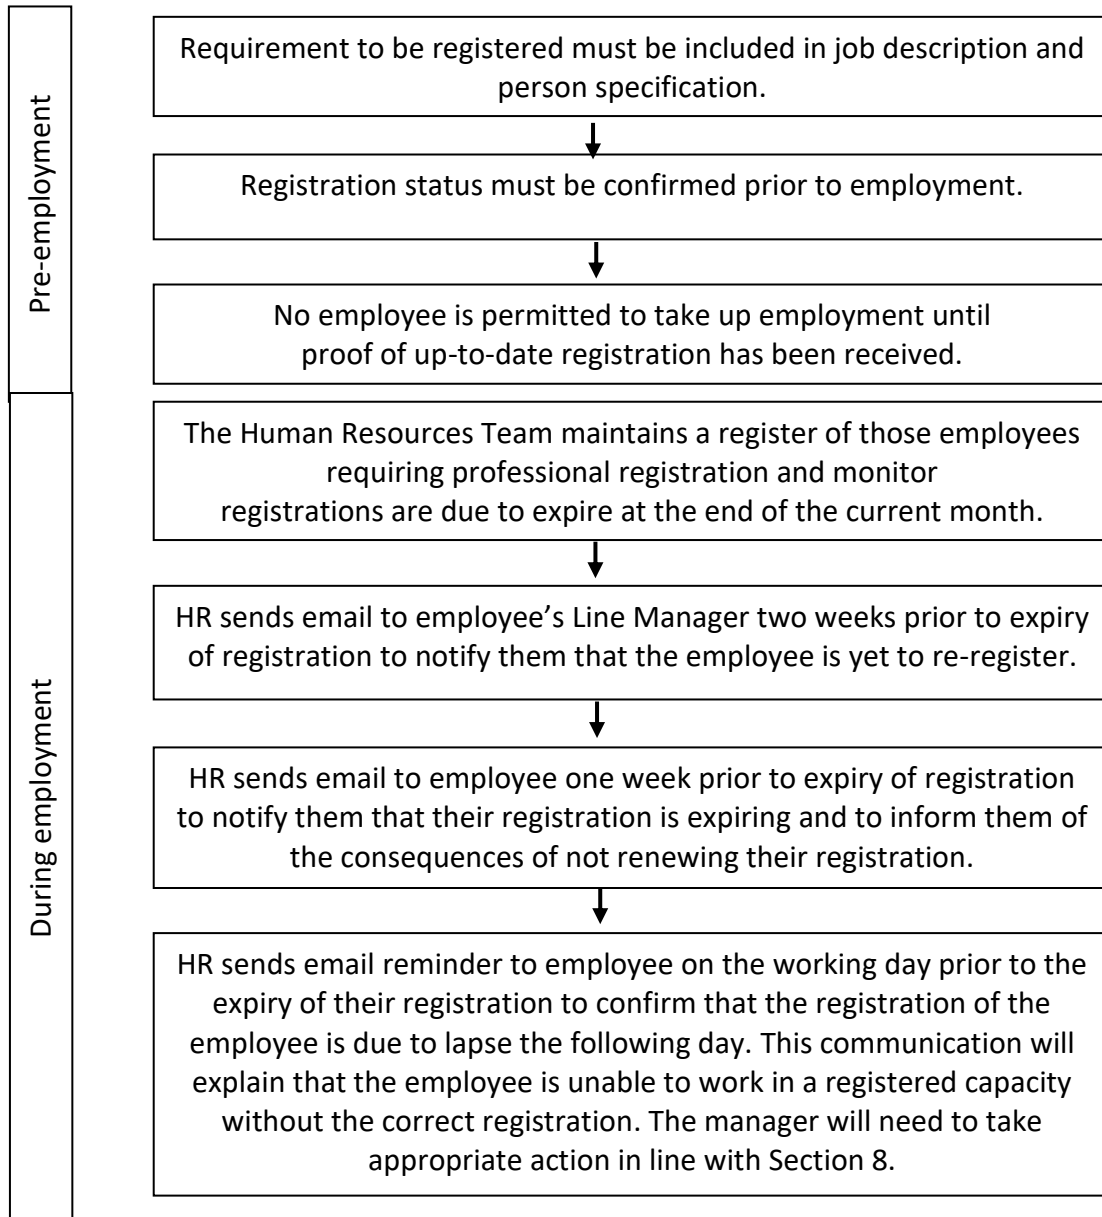 Pre-employment
Requirement to be registered must be included in job description and
person specification.
Registration status must be confirmed prior to employment.
No employee is permitted to take up employment until
proof of up-to-date registration has been received.
During employment
The Human Resources Team maintains a register of those employees
requiring professional registration and monitor
registrations are due to expire at the end of the current month.
HR sends email to employee’s Line Manager two weeks prior to expiry
of registration to notify them that the employee is yet to re-register.
HR sends email to employee one week prior to expiry of registration
to notify them that their registration is expiring and to inform them of
the consequences of not renewing their registration.
HR sends email reminder to employee on the working day prior to the
expiry of their registration to confirm that the registration of the
employee is due to lapse the following day. This communication will
explain that the employee is unable to work in a registered capacity
without the correct registration. The manager will need to take
appropriate action in line with Section 8.